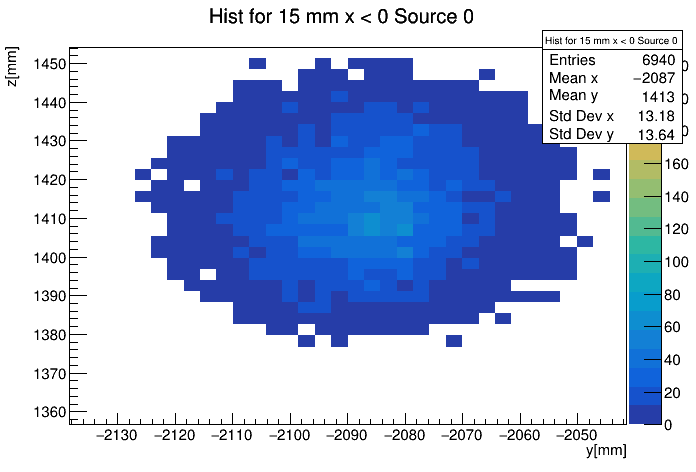 Hist for 15 mm x < 0 Source 0
Hist for 15 mm x < 0 Source 0
Entries 6940
Mean x −2087
Mean y 1413
Std Dev x 13.18
Std Dev y 13.64
z[mm]
1450
1440
1430
1420
1410
1400
1390
1380
1370
1360
−2130 −2120 −2110 −2100 −2090 −2080 −2070 −2060 −2050
y[mm]
160
140
120
100
80
60
40
20
0